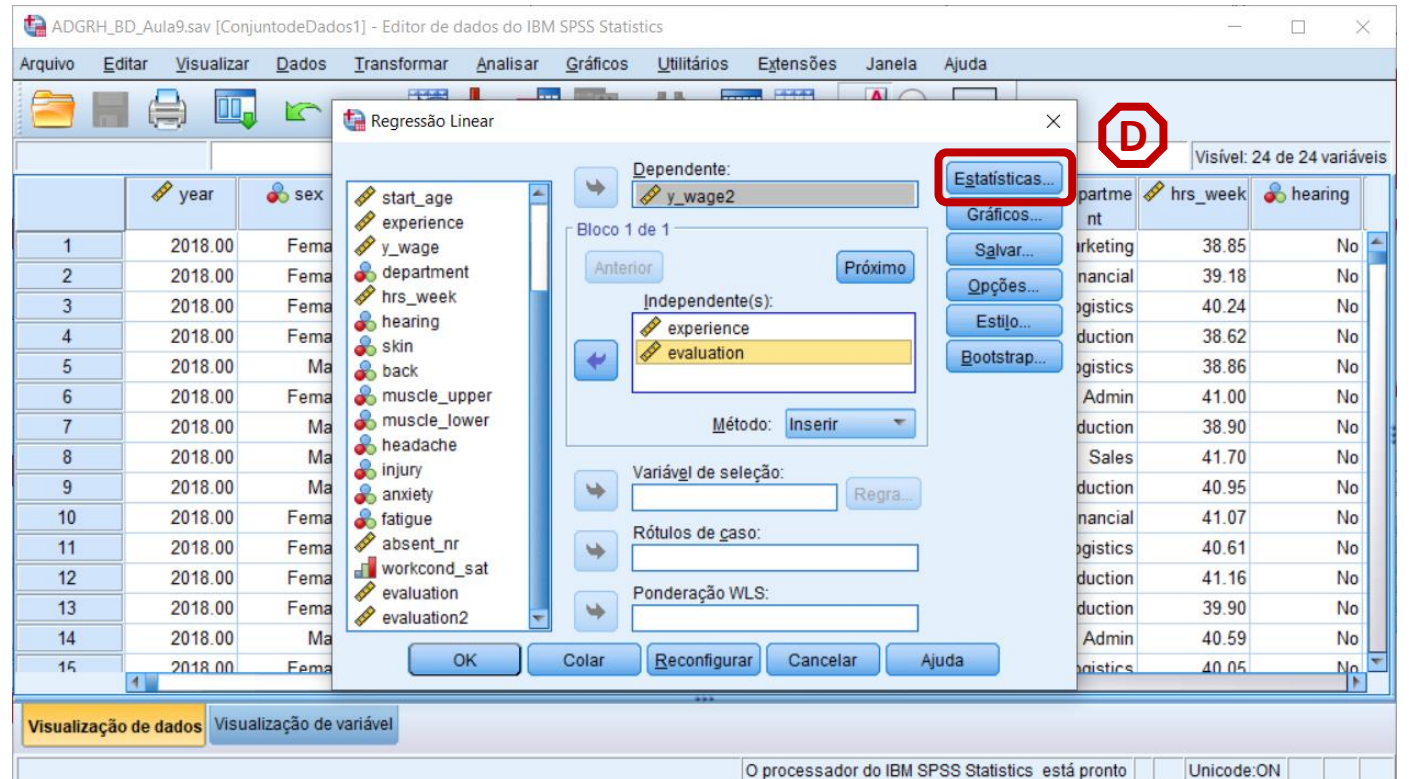 ADGRH_BD_Aula9.sav [ConjuntodeDados1] - Editor de dados do IBM SPSS Statistics
Arquivo Editar Visualizar Dados Transformar Analisar Gráficos Utilitários Extensões Janela Ajuda
Regressão Linear
D
Visível: 24 de 24 variáveis
year sex
partme
nt
hrs_week hearing
start_age
experience
y_wage
department
hrs_week
hearing
skin
back
muscle_upper
muscle_lower
headache
injury
anxiety
fatigue
absent_nr
workcond_sat
evaluation
evaluation2
Dependente:
y_wage2
Bloco 1 de 1
Anterior Próximo
Independente(s):
experience
evaluation
Método: Inserir
Variável de seleção:
Regra...
Rótulos de caso:
Ponderação WLS:
Estatísticas...
Gráficos...
Salvar...
Opções...
Estilo...
Bootstrap...
OK Colar Reconfigurar Cancelar Ajuda
1 2018.00 Fema arketing 38.85 No
2 2018.00 Fema nancial 39.18 No
3 2018.00 Fema ogistics 40.24 No
4 2018.00 Fema duction 38.62 No
5 2018.00 Ma ogistics 38.86 No
6 2018.00 Fema Admin 41.00 No
7 2018.00 Ma duction 38.90 No
8 2018.00 Ma Sales 41.70 No
9 2018.00 Ma duction 40.95 No
10 2018.00 Fema nancial 41.07 No
11 2018.00 Fema ogistics 40.61 No
12 2018.00 Fema duction 41.16 No
13 2018.00 Fema duction 39.90 No
14 2018.00 Ma Admin 40.59 No
15 2018.00 Fema ogistics 40.05 No
Visualização de dados Visualização de variável
O processador do IBM SPSS Statistics está pronto Unicode:ON